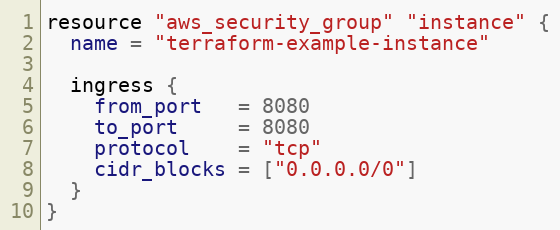 1 resource "aws_security_group" "instance" {
2   name = "terraform-example-instance"
3
4   ingress {
5     from_port   = 8080
6     to_port     = 8080
7     protocol    = "tcp"
8     cidr_blocks = ["0.0.0.0/0"]
9   }
10 }